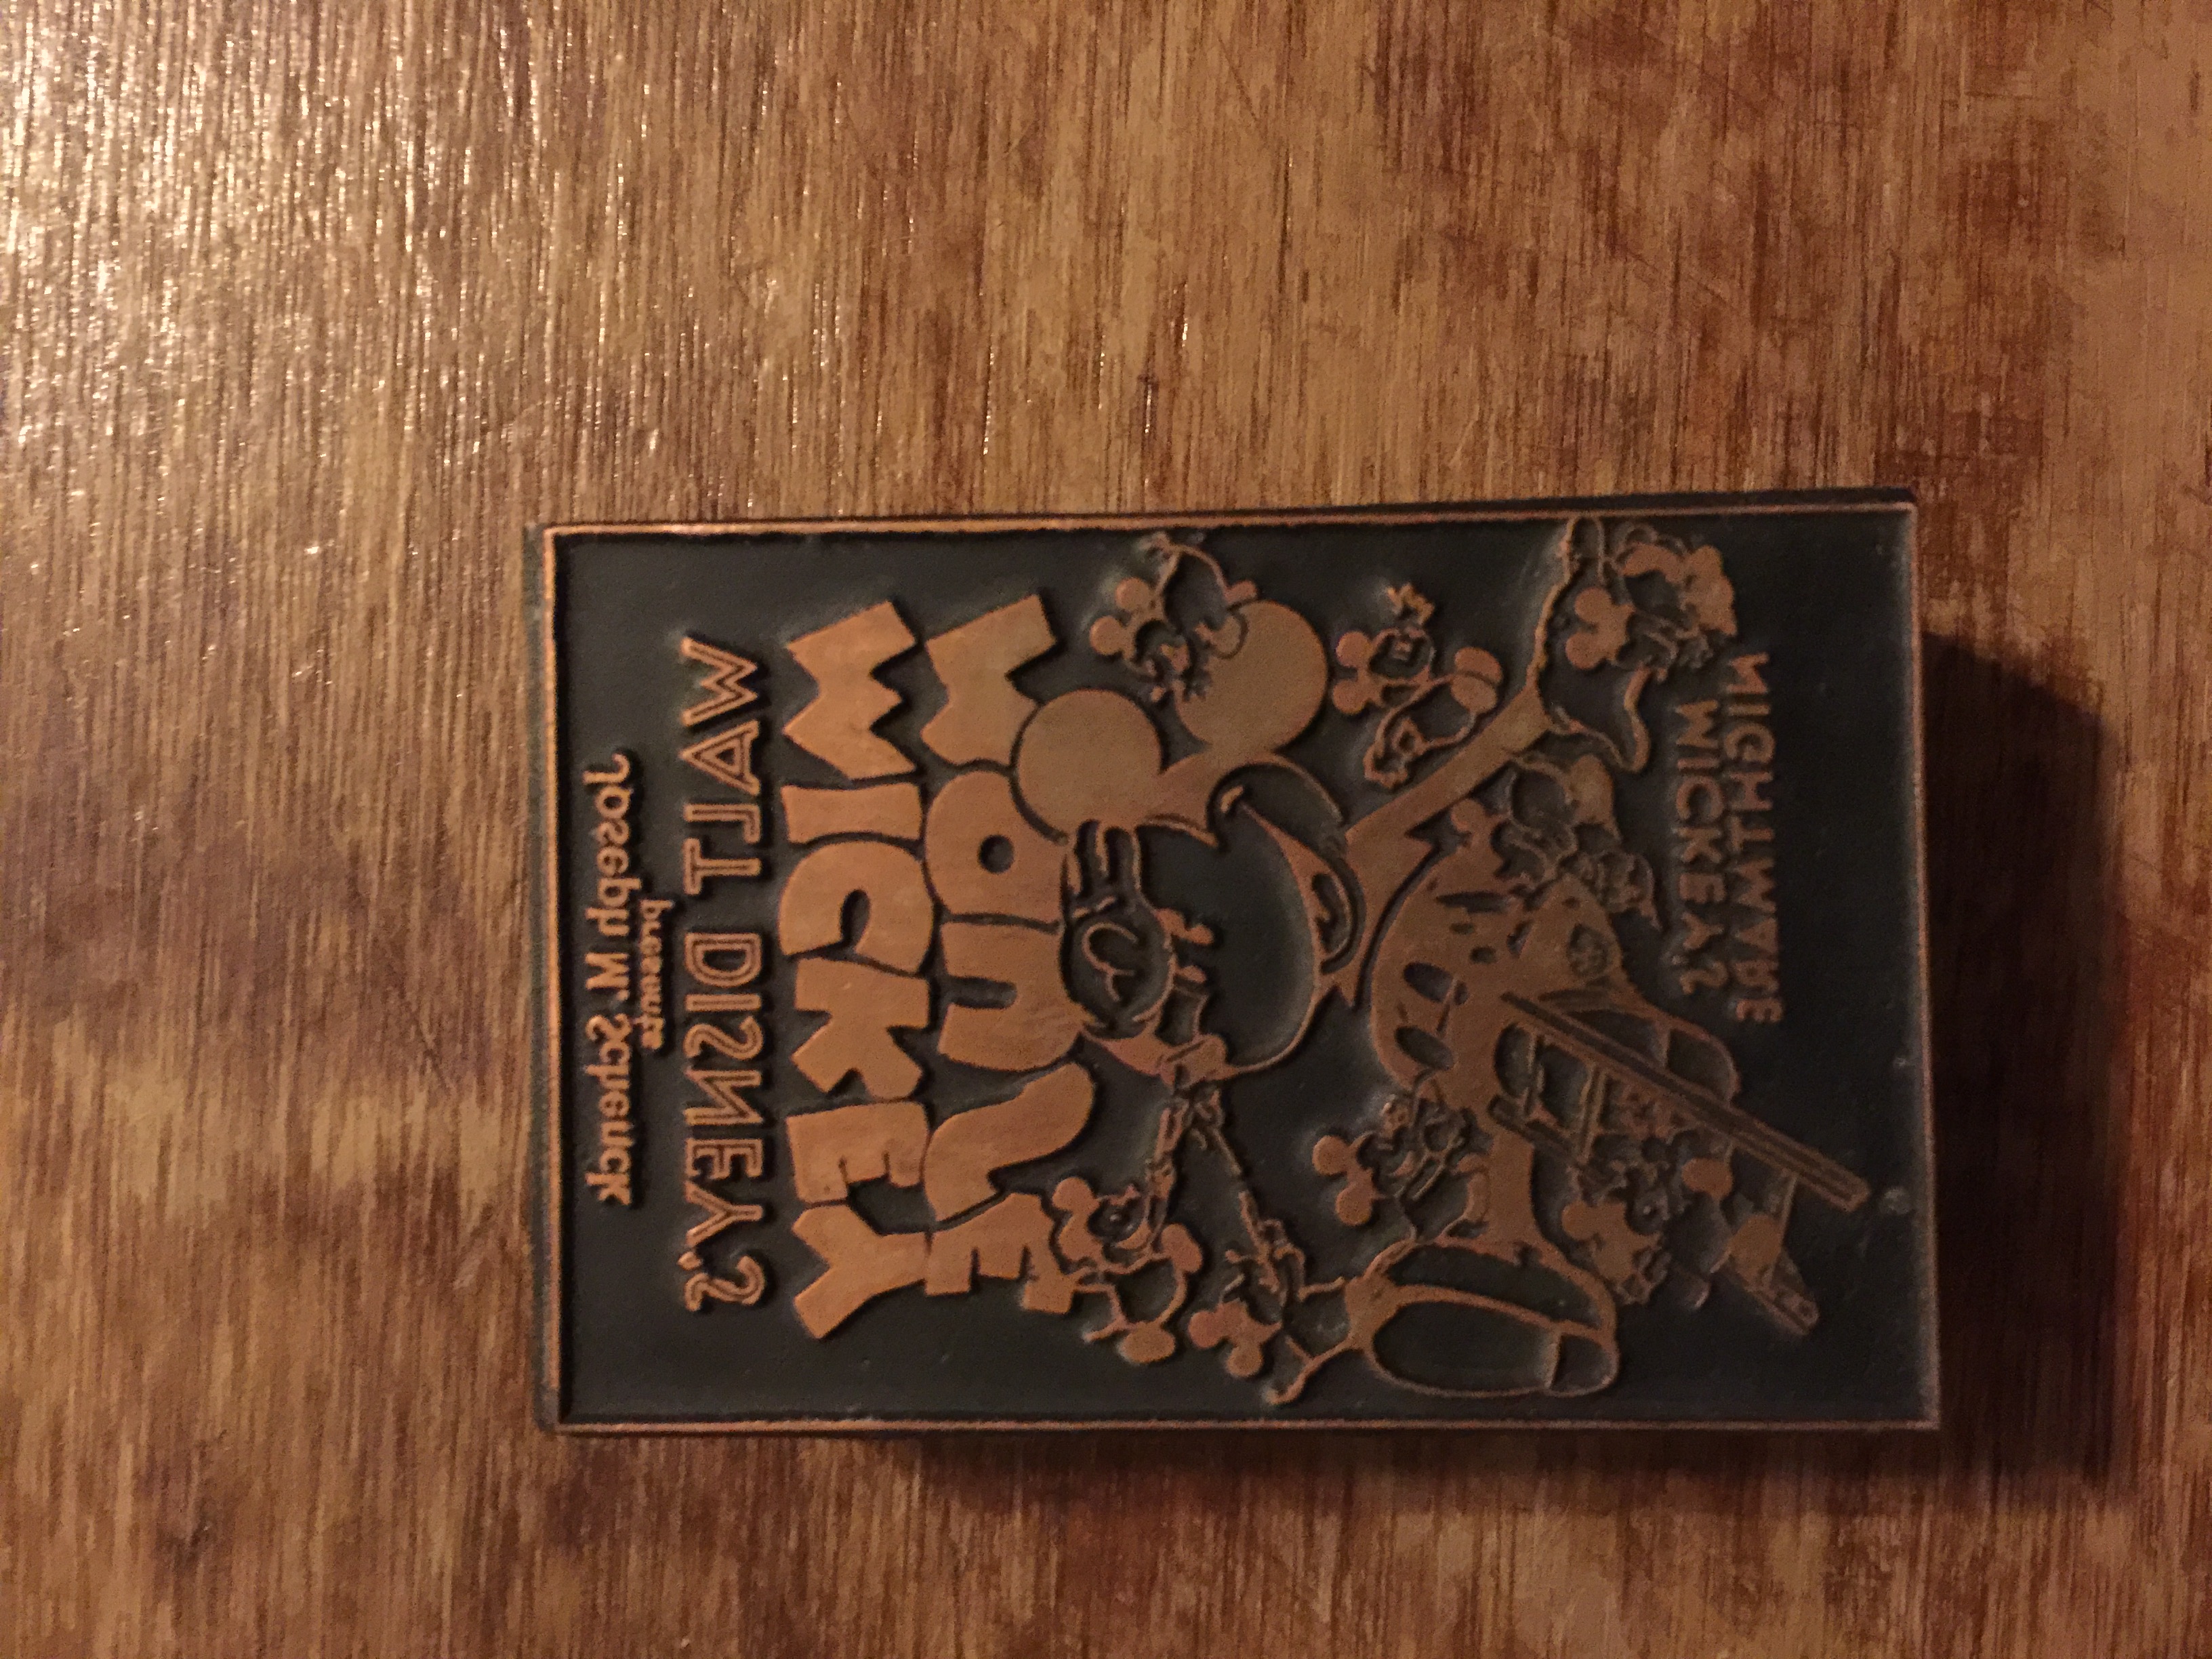 Joseph M. Schenck
presents
WALT DISNEY'S
MICKEY
MOUSE
MICKEY'S
NIGHTMARE